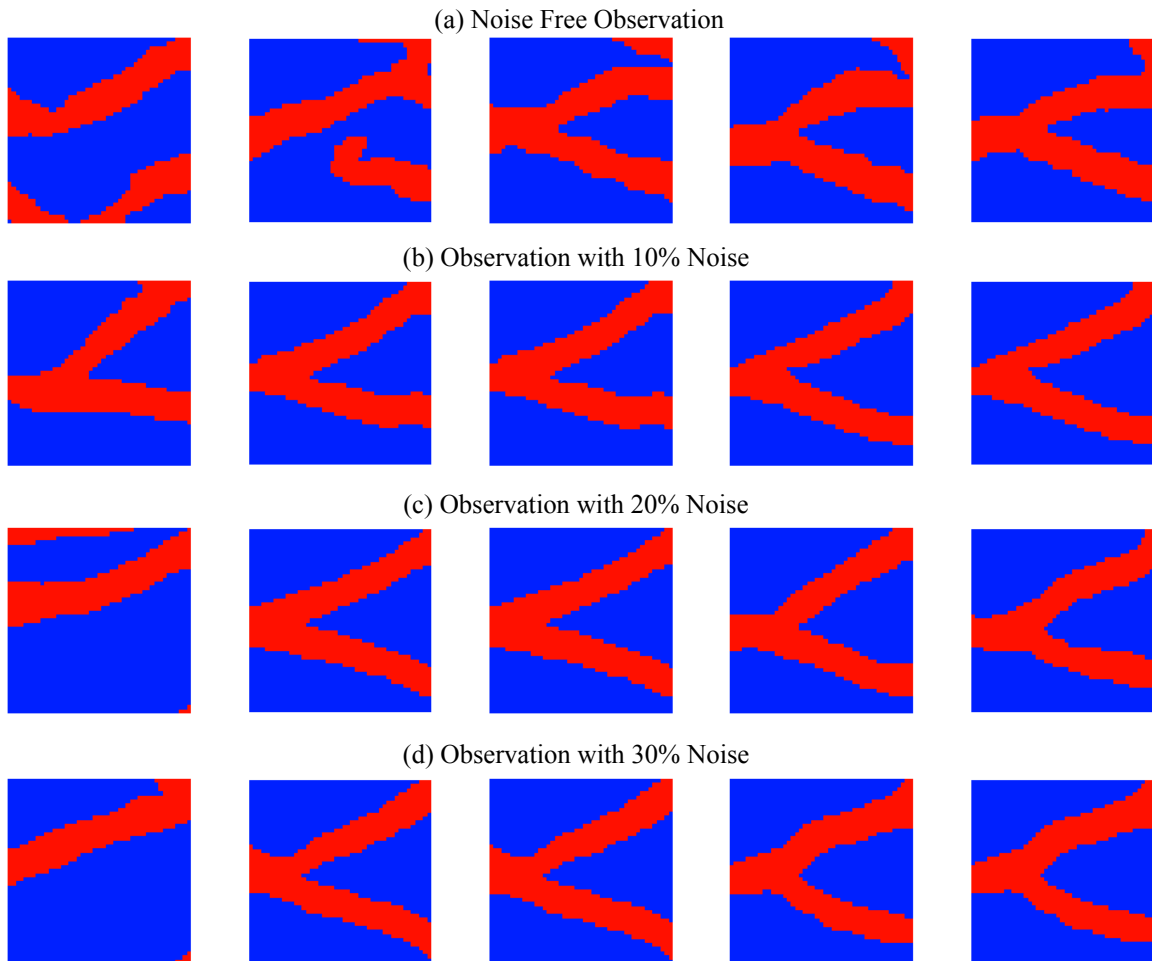 (a) Noise Free Observation
(b) Observation with 10% Noise
(c) Observation with 20% Noise
(d) Observation with 30% Noise